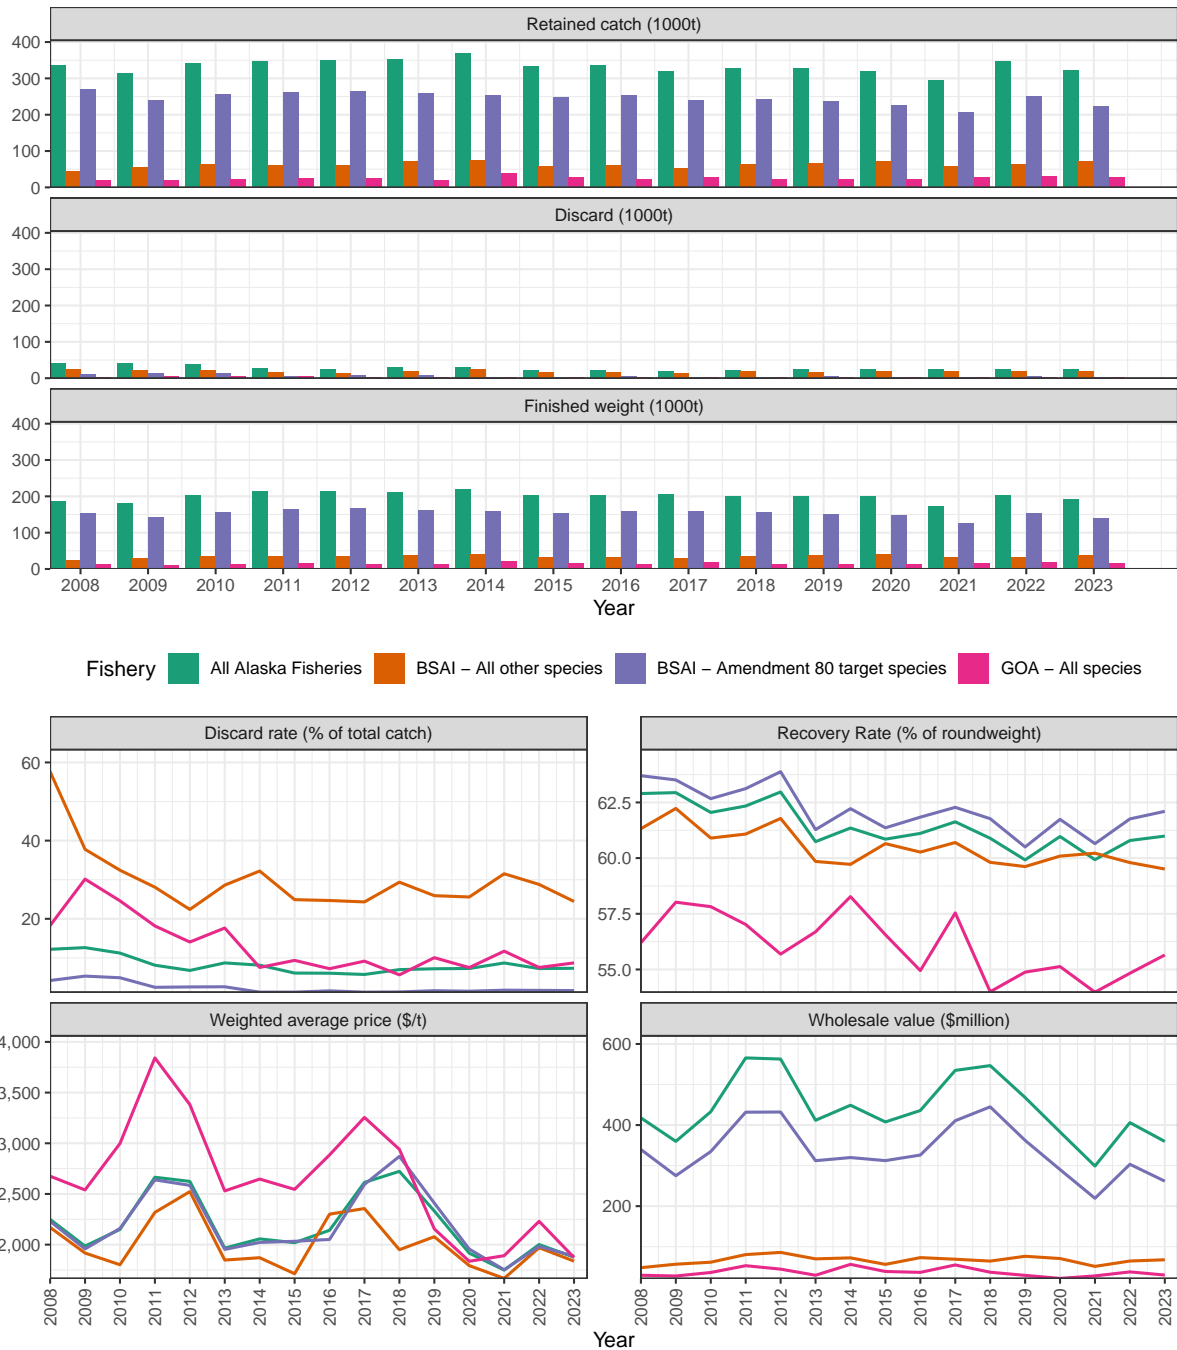 Retained catch (1000t)
400
300
200
100
0
Discard (1000t)
400
300
200
100
0
Finished weight (1000t)
400
300
200
100
0
2008 2009 2010 2011 2012 2013 2014 2015 2016 2017 2018 2019 2020 2021 2022 2023
Year
Fishery All Alaska Fisheries BSAI − All other species BSAI − Amendment 80 target species GOA − All species
Discard rate (% of total catch)
60
40
20
Recovery Rate (% of roundweight)
62.5
60.0
57.5
55.0
Weighted average price ($/t)
4,000
3,500
3,000
2,500
2,000
2008 2009 2010 2011 2012 2013 2014 2015 2016 2017 2018 2019 2020 2021 2022 2023
Wholesale value ($million)
600
400
200
2008 2009 2010 2011 2012 2013 2014 2015 2016 2017 2018 2019 2020 2021 2022 2023
Year